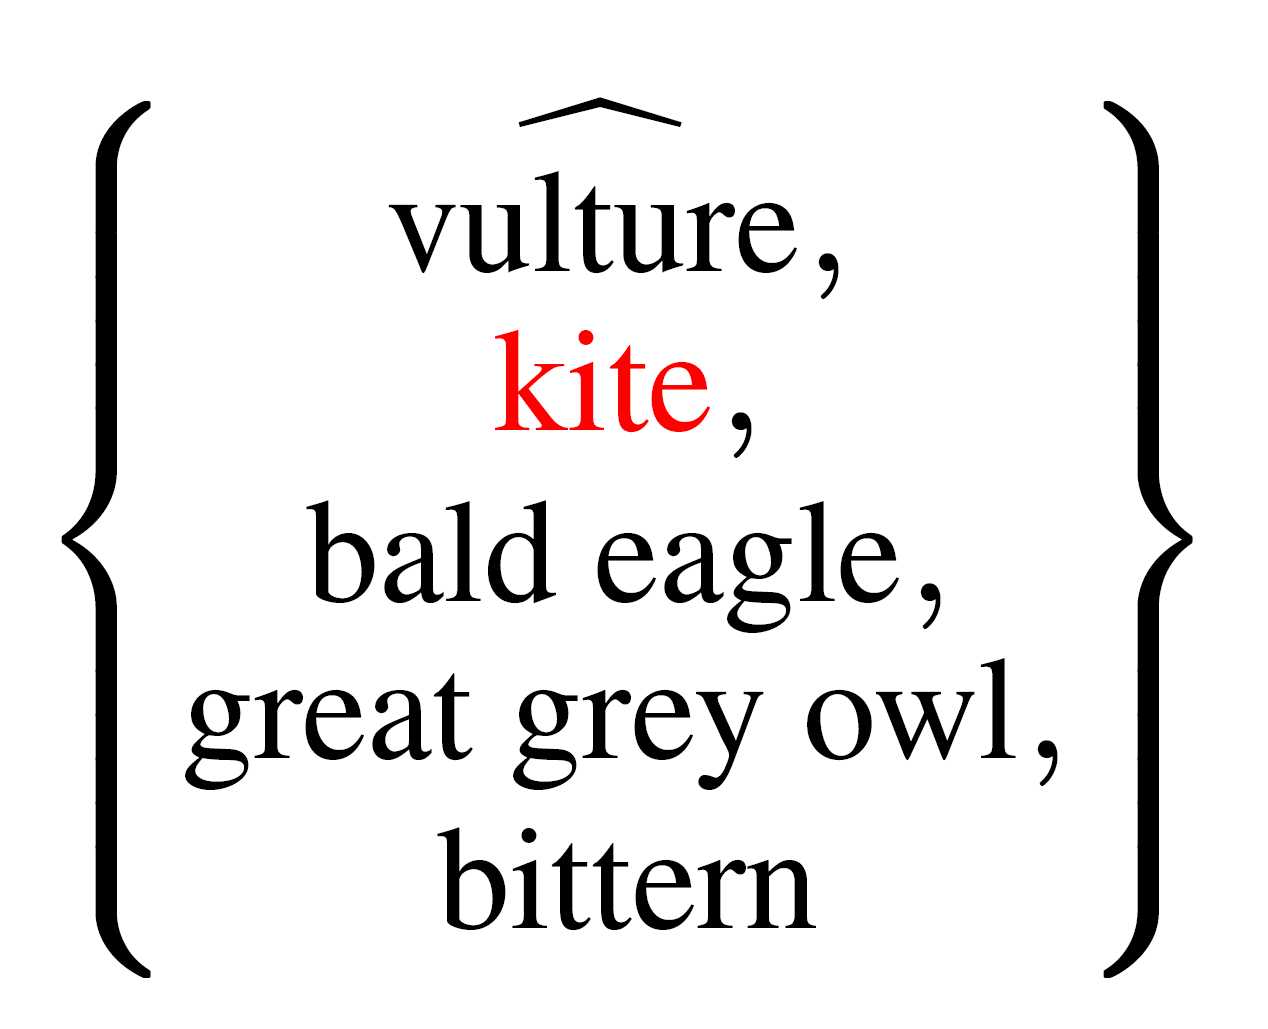 {vulture,
kite,
bald eagle,
great grey owl,
bittern}